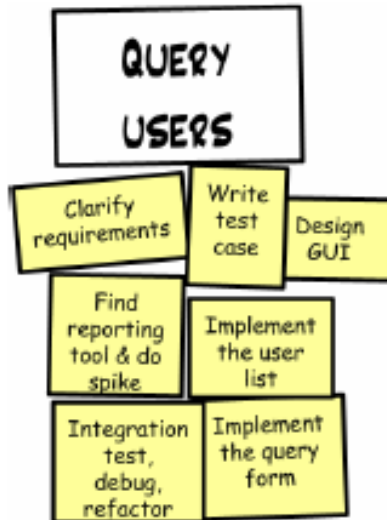 QUERY
USERS
Clarify
requirements
Write
test
case
Design
GUI
Find
reporting
tool & do
spike
Implement
the user
list
Integration
test,
debug,
refactor
Implement
the query
form